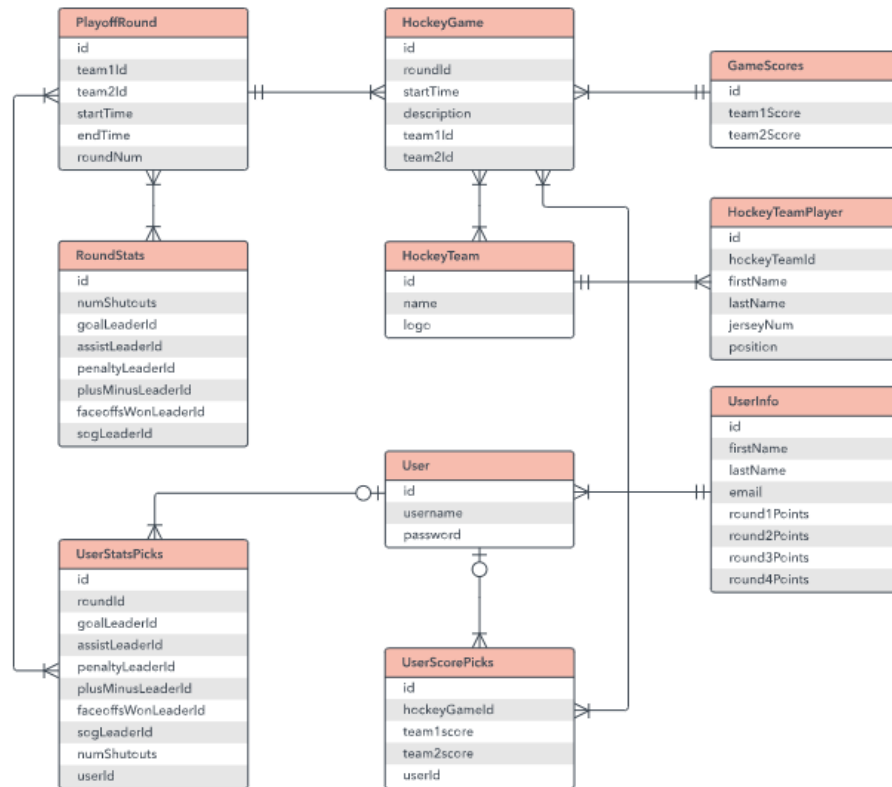 PlayoffRound
id
team1Id
team2Id
startTime
endTime
roundNum
HockeyGame
id
roundId
startTime
description
team1Id
team2Id
GameScores
id
team1Score
team2Score
RoundStats
id
numShutouts
goalLeaderId
assistLeaderId
penaltyLeaderId
plusMinusLeaderId
faceoffsWonLeaderId
sogLeaderId
HockeyTeam
id
name
logo
HockeyTeamPlayer
id
hockeyTeamId
firstName
lastName
jerseyNum
position
User
id
username
password
UserInfo
id
firstName
lastName
email
round1Points
round2Points
round3Points
round4Points
UserStatsPicks
id
roundId
goalLeaderId
assistLeaderId
penaltyLeaderId
plusMinusLeaderId
faceoffsWonLeaderId
sogLeaderId
numShutouts
userId
UserScorePicks
id
hockeyGameId
team1score
team2score
userId